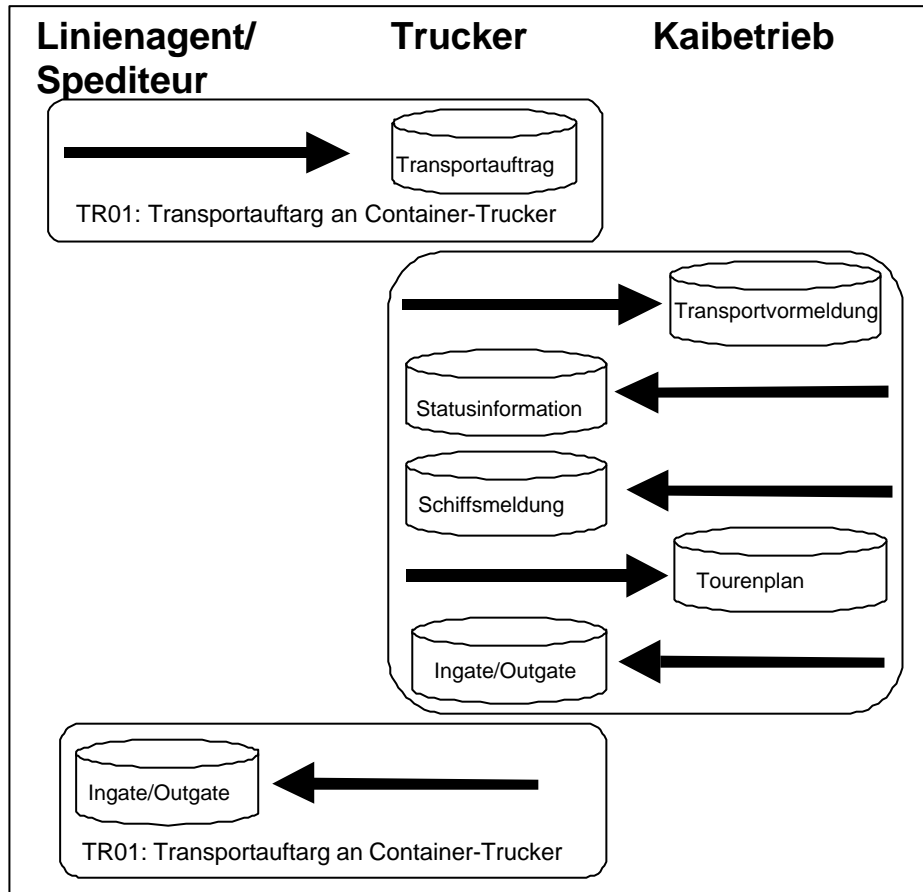 Linienagent/
Spediteur
Trucker
Kaibetrieb
Transportauftrag
TR01: Transportauftarg an Container-Trucker
Transportvormeldung
Statusinformation
Schiffsmeldung
Tourenplan
Ingate/Outgate
Ingate/Outgate
TR01: Transportauftarg an Container-Trucker